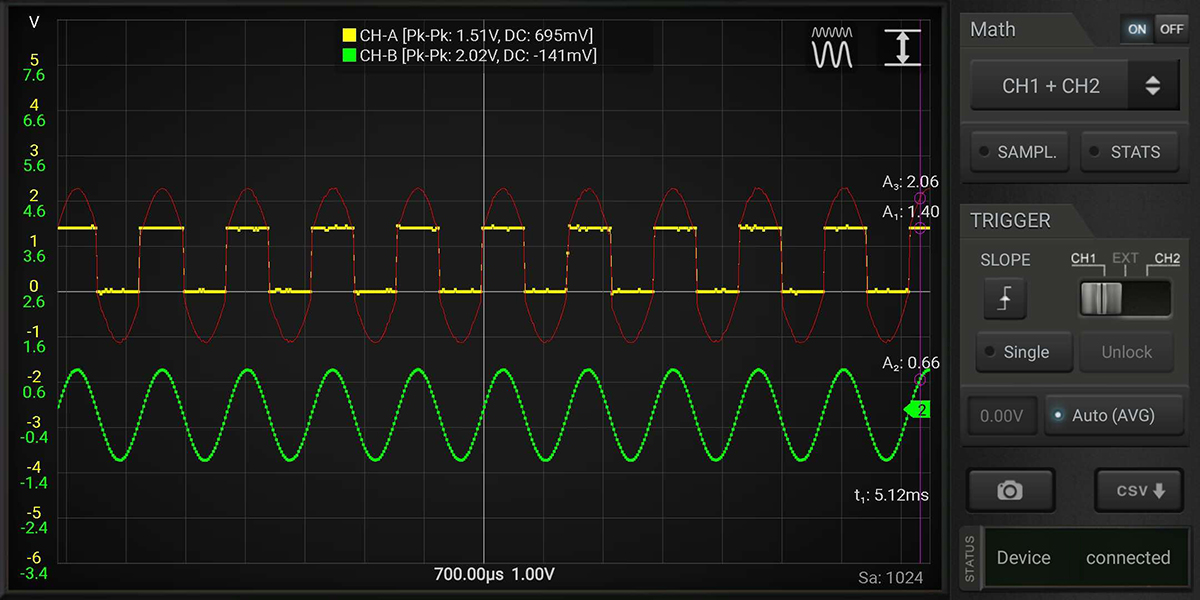 V
CH-A [Pk-Pk: 1.51V, DC: 695mV]
CH-B [Pk-Pk: 2.02V, DC: -141mV]
5
7.6
4
6.6
3
5.6
2
4.6
1
3.6
0
2.6
-1
1.6
-2
0.6
-3
-0.4
-4
-1.4
-5
-2.4
-6
-3.4
A₃: 2.06
A₁: 1.40
A₂: 0.66
2
t₁: 5.12ms
700.00µs 1.00V
Sa: 1024
Math ON OFF
CH1 + CH2
SAMPL. STATS
TRIGGER
SLOPE CH1 EXT CH2
Single Unlock
0.00V Auto (AVG)
CSV
STATUS
Device connected